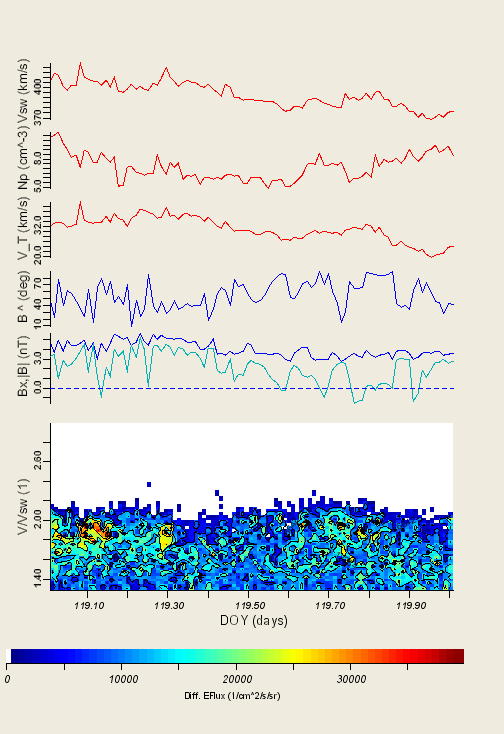 Vsw (km/s)
400
370
Np (cm^-3)
8.0
5.0
V_T (km/s)
32.0
20.0
B ^ (deg)
70
40
10
Bx,|B| (nT)
3.0
0.0
V/Vsw (1)
2.60
2.00
1.40
119.10 119.30 119.50 119.70 119.90
DOY (days)
0 10000 20000 30000
Diff. EFlux (1/cm^2/s/sr)